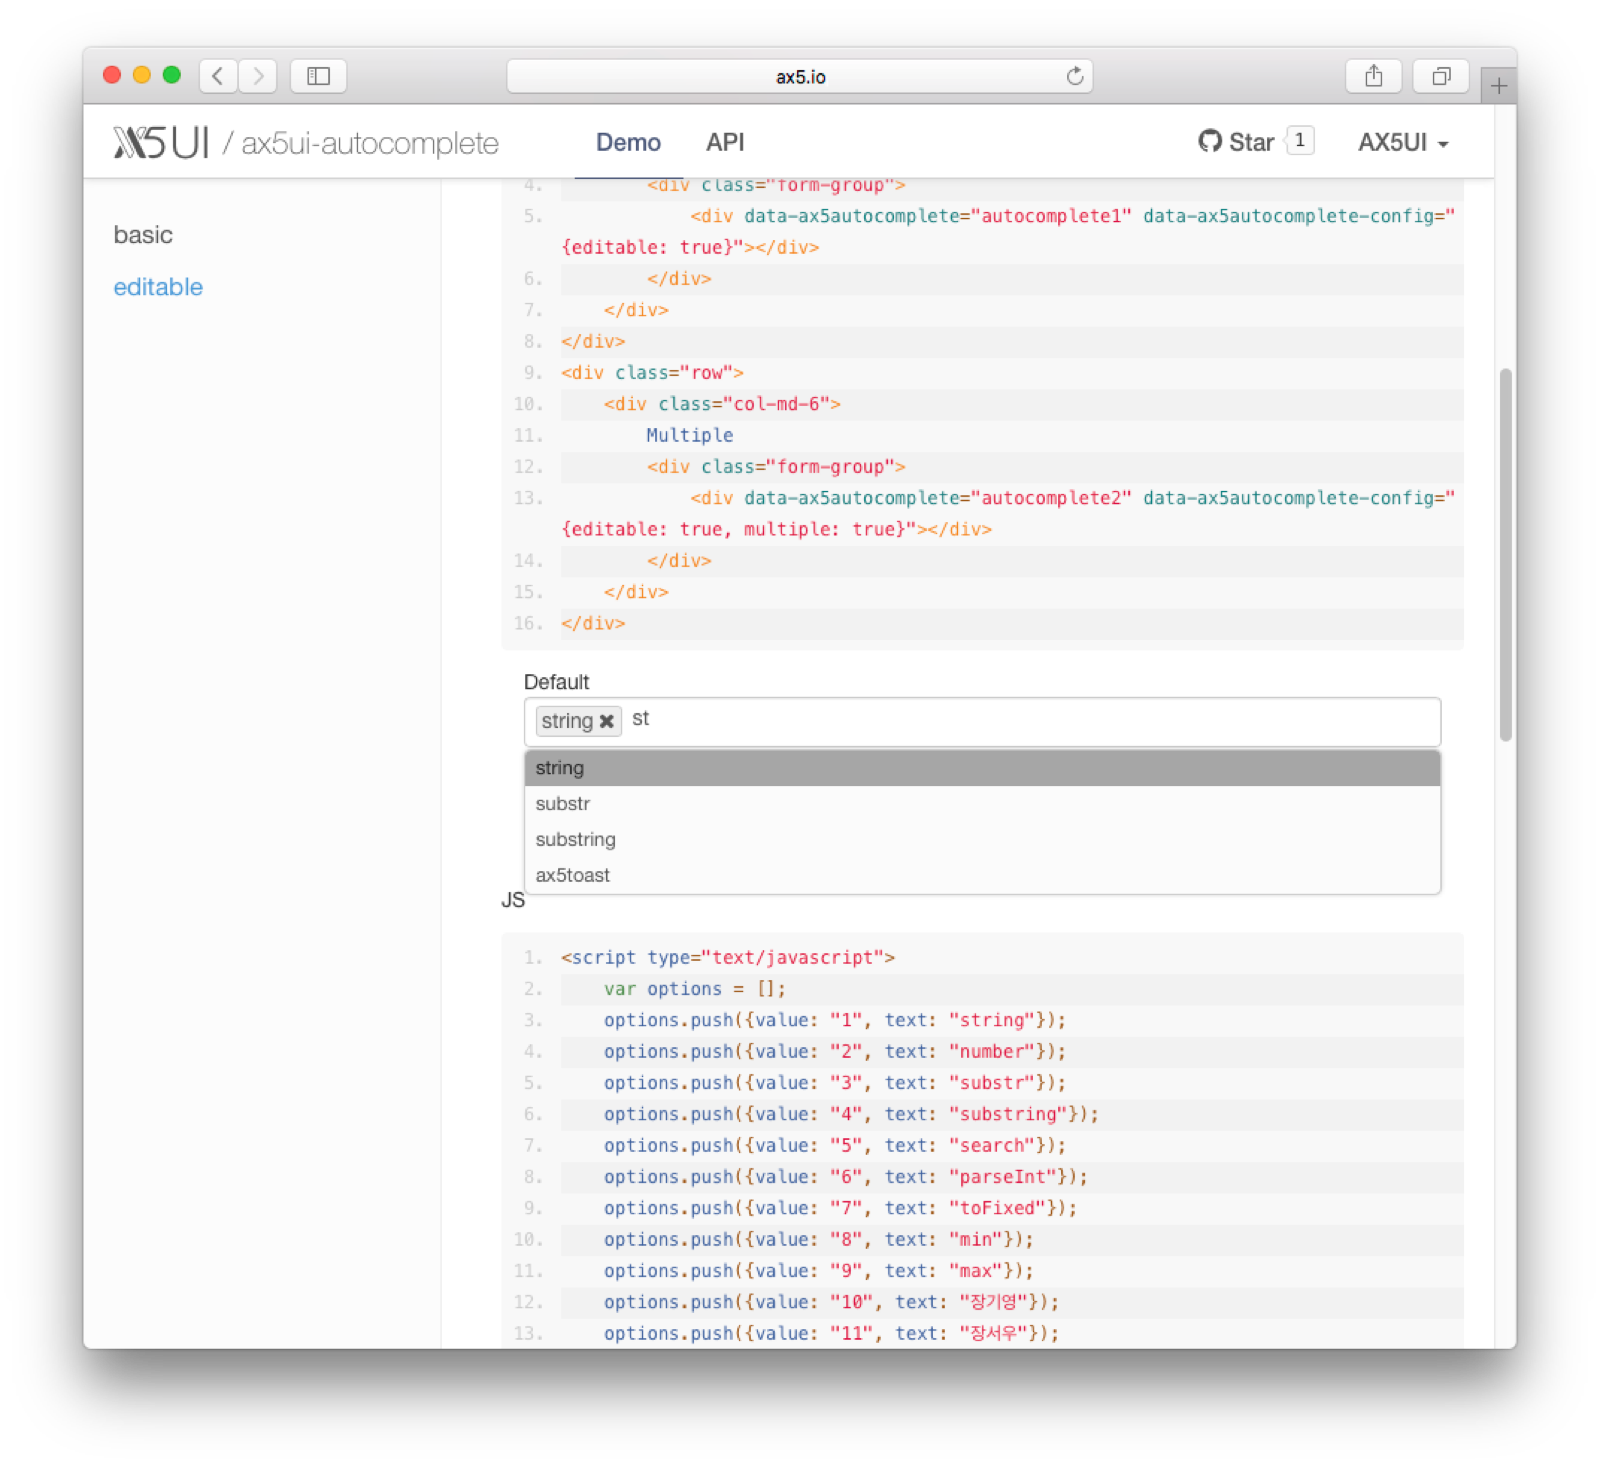 ax5.io
AX5UI / ax5ui-autocomplete Demo API Star 1 AX5UI
basic
editable
4. <div class="form-group">
5. <div data-ax5autocomplete="autocomplete1" data-ax5autocomplete-config="
{editable: true}"></div>
6. </div>
7. </div>
8. </div>
9. <div class="row">
10. <div class="col-md-6">
11. Multiple
12. <div class="form-group">
13. <div data-ax5autocomplete="autocomplete2" data-ax5autocomplete-config="
{editable: true, multiple: true}"></div>
14. </div>
15. </div>
16. </div>
Default
string ✖ st
string
substr
substring
ax5toast
JS
1. <script type="text/javascript">
2. var options = [];
3. options.push({value: "1", text: "string"});
4. options.push({value: "2", text: "number"});
5. options.push({value: "3", text: "substr"});
6. options.push({value: "4", text: "substring"});
7. options.push({value: "5", text: "search"});
8. options.push({value: "6", text: "parseInt"});
9. options.push({value: "7", text: "toFixed"});
10. options.push({value: "8", text: "min"});
11. options.push({value: "9", text: "max"});
12. options.push({value: "10", text: "장기영"});
13. options.push({value: "11", text: "장서우"});